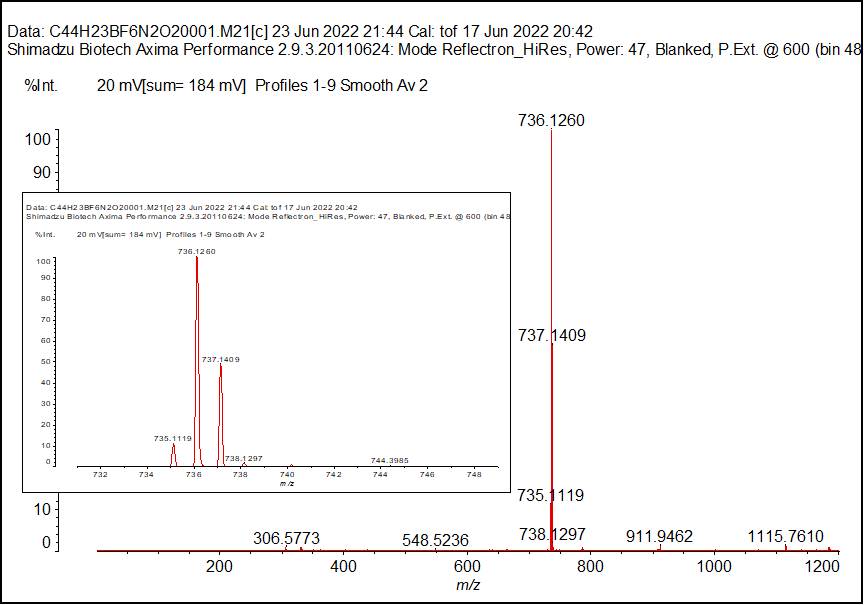 Data: C44H23BF6N2O20001.M21[c] 23 Jun 2022 21:44 Cal: tof 17 Jun 2022 20:42
Shimadzu Biotech Axima Performance 2.9.3.20110624: Mode Reflectron_HiRes, Power: 47, Blanked, P.Ext. @ 600 (bin 48
%Int. 20 mV[sum= 184 mV] Profiles 1-9 Smooth Av 2
736.1260
100
90
Data: C44H23BF6N2O20001.M21[c] 23 Jun 2022 21:44 Cal: tof 17 Jun 2022 20:42
Shimadzu Biotech Axima Performance 2.9.3.20110624: Mode Reflectron_HiRes, Power: 47, Blanked, P.Ext. @ 600 (bin 48
%Int. 20 mV[sum= 184 mV] Profiles 1-9 Smooth Av 2
736.1260
100
90
80
70
60
50
40
30
20
10
0
737.1409
735.1119
738.1297
744.3985
732 734 736 738 740 742 744 746 748
m/z
737.1409
735.1119
10
0
306.5773 548.5236 738.1297 911.9462 1115.7610
200 400 600 800 1000 1200
m/z